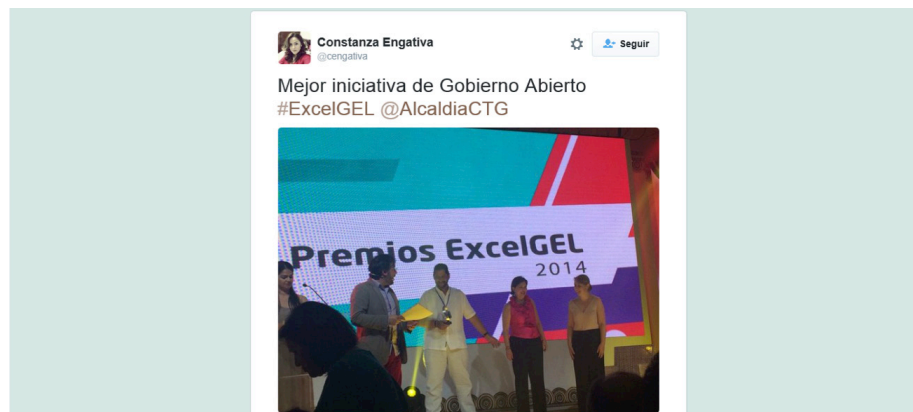 Constanza Engativa
@cengativa
Seguir
Mejor iniciativa de Gobierno Abierto
#ExcelGEL @AlcaldiaCTG
Premios ExcelGEL
2014